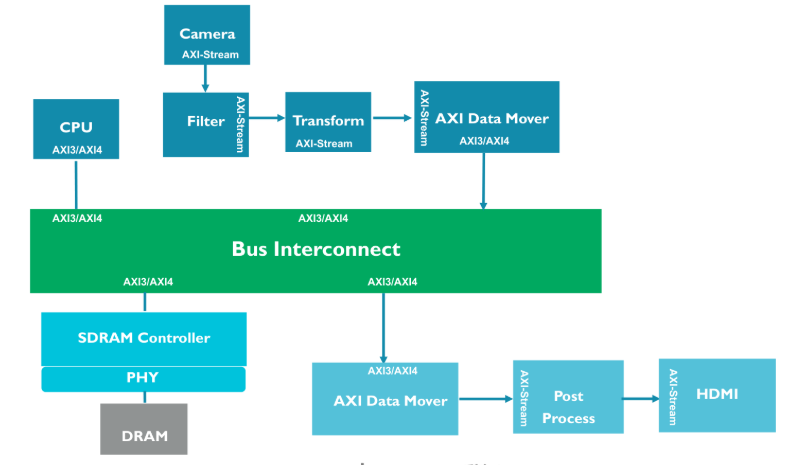 Camera
AXI-Stream
Filter
AXI-Stream
Transform
AXI-Stream
AXI-Stream
AXI Data Mover
AXI3/AXI4
CPU
AXI3/AXI4
AXI3/AXI4
AXI3/AXI4
Bus Interconnect
AXI3/AXI4
AXI3/AXI4
SDRAM Controller
PHY
DRAM
AXI3/AXI4
AXI Data Mover
AXI-Stream
Post
Process
AXI-Stream
HDMI